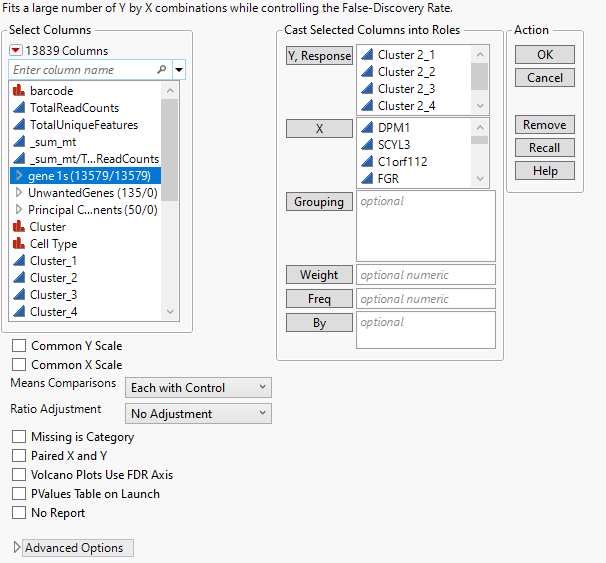 Fits a large number of Y by X combinations while controlling the False-Discovery Rate.
Select Columns
13839 Columns
Enter column name
barcode
TotalReadCounts
TotalUniqueFeatures
_sum_mt
_sum_mt/T...ReadCounts
gene 1s (13579/13579)
UnwantedGenes (135/0)
Principal C...nents (50/0)
Cluster
Cell Type
Cluster_1
Cluster_2
Cluster_3
Cluster_4
Common Y Scale
Common X Scale
Means Comparisons Each with Control
Ratio Adjustment No Adjustment
Missing is Category
Paired X and Y
Volcano Plots Use FDR Axis
PValues Table on Launch
No Report
Advanced Options
Cast Selected Columns into Roles
Y, Response
Cluster 2_1
Cluster 2_2
Cluster 2_3
Cluster 2_4
X
DPM1
SCYL3
C1orf112
FGR
Grouping optional
Weight optional numeric
Freq optional numeric
By optional
Action
OK
Cancel
Remove
Recall
Help